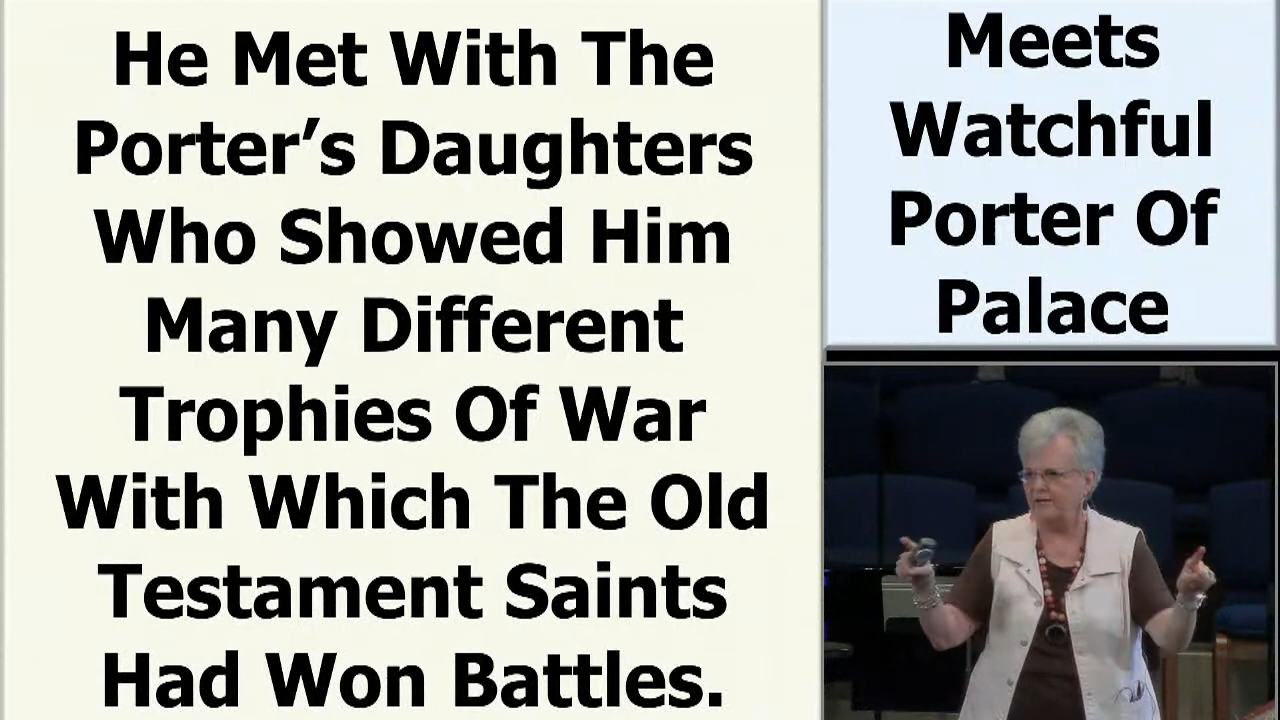 He Met With The
Porter’s Daughters
Who Showed Him
Many Different
Trophies Of War
With Which The Old
Testament Saints
Had Won Battles.
Meets
Watchful
Porter Of
Palace